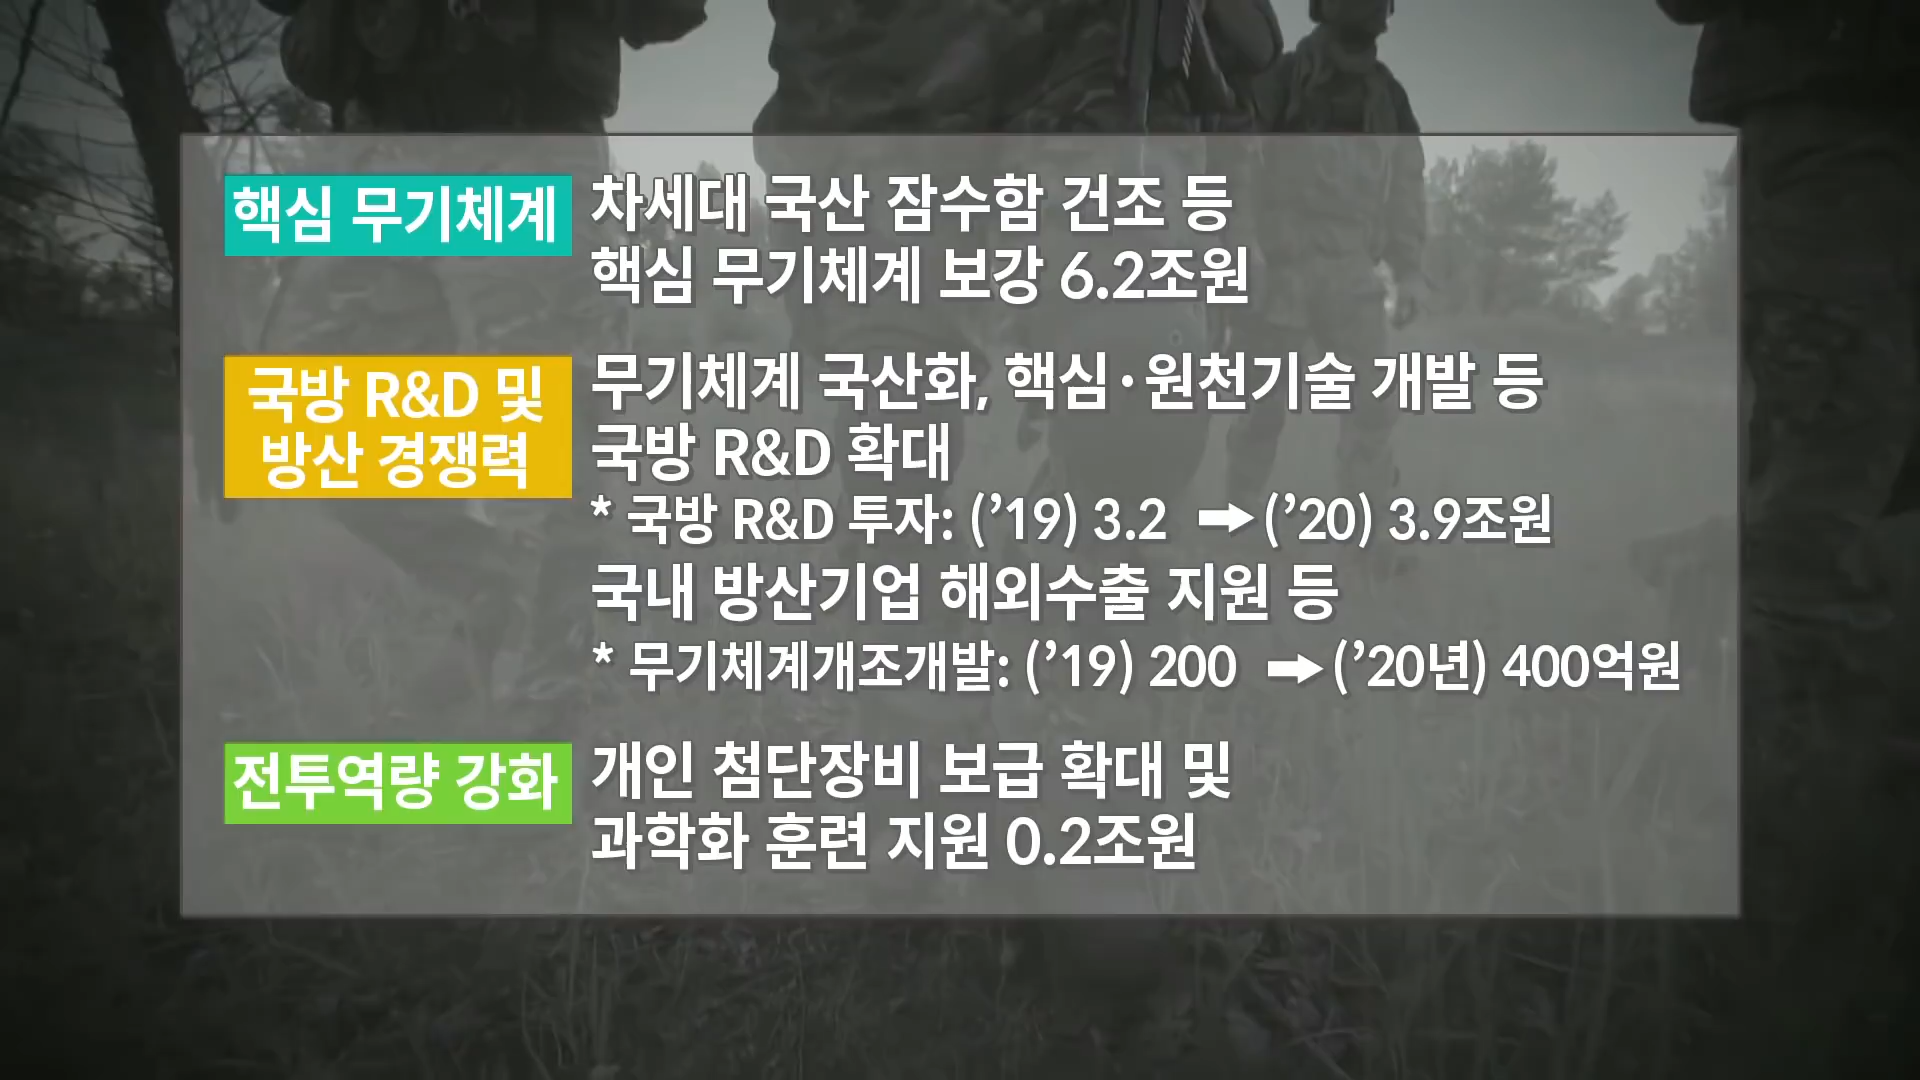 핵심 무기체계
차세대 국산 잠수함 건조 등
핵심 무기체계 보강 6.2조원
국방 R&D 및
방산 경쟁력
무기체계 국산화, 핵심·원천기술 개발 등
국방 R&D 확대
* 국방 R&D 투자: (’19) 3.2 ➡ (’20) 3.9조원
국내 방산기업 해외수출 지원 등
* 무기체계개조개발: (’19) 200 ➡ (’20년) 400억원
전투역량 강화
개인 첨단장비 보급 확대 및
과학화 훈련 지원 0.2조원